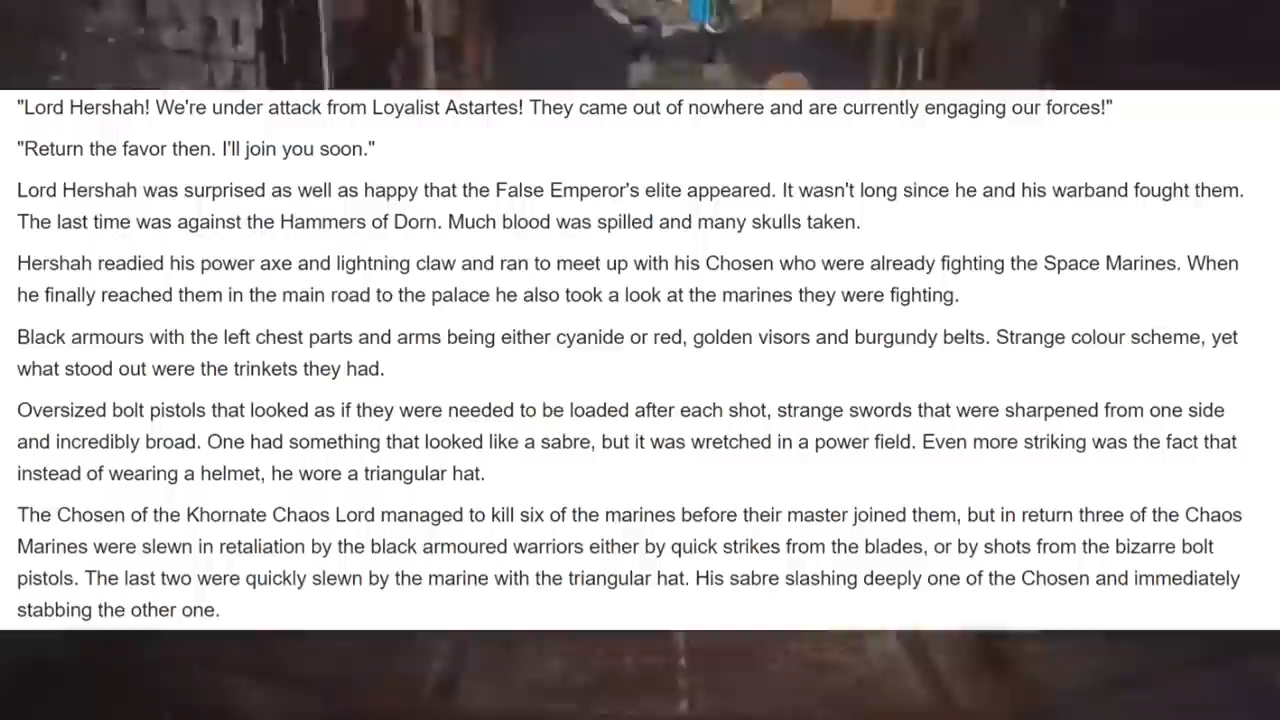 "Lord Hershah! We're under attack from Loyalist Astartes! They came out of nowhere and are currently engaging our forces!"
"Return the favor then. I'll join you soon."
Lord Hershah was surprised as well as happy that the False Emperor's elite appeared. It wasn't long since he and his warband fought them.
The last time was against the Hammers of Dorn. Much blood was spilled and many skulls taken.
Hershah readied his power axe and lightning claw and ran to meet up with his Chosen who were already fighting the Space Marines. When
he finally reached them in the main road to the palace he also took a look at the marines they were fighting.
Black armours with the left chest parts and arms being either cyanide or red, golden visors and burgundy belts. Strange colour scheme, yet
what stood out were the trinkets they had.
Oversized bolt pistols that looked as if they were needed to be loaded after each shot, strange swords that were sharpened from one side
and incredibly broad. One had something that looked like a sabre, but it was wretched in a power field. Even more striking was the fact that
instead of wearing a helmet, he wore a triangular hat.
The Chosen of the Khornate Chaos Lord managed to kill six of the marines before their master joined them, but in return three of the Chaos
Marines were slewn in retaliation by the black armoured warriors either by quick strikes from the blades, or by shots from the bizarre bolt
pistols. The last two were quickly slewn by the marine with the triangular hat. His sabre slashing deeply one of the Chosen and immediately
stabbing the other one.